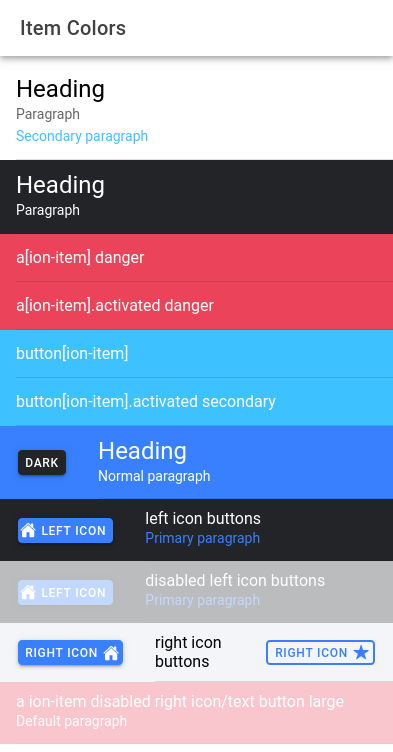 Item Colors
Heading
Paragraph
Secondary paragraph
Heading
Paragraph
a[ion-item] danger
a[ion-item].activated danger
button[ion-item]
button[ion-item].activated secondary
DARK
Heading
Normal paragraph
LEFT ICON
left icon buttons
Primary paragraph
LEFT ICON
disabled left icon buttons
Primary paragraph
RIGHT ICON
right icon
buttons
RIGHT ICON
a ion-item disabled right icon/text button large
Default paragraph